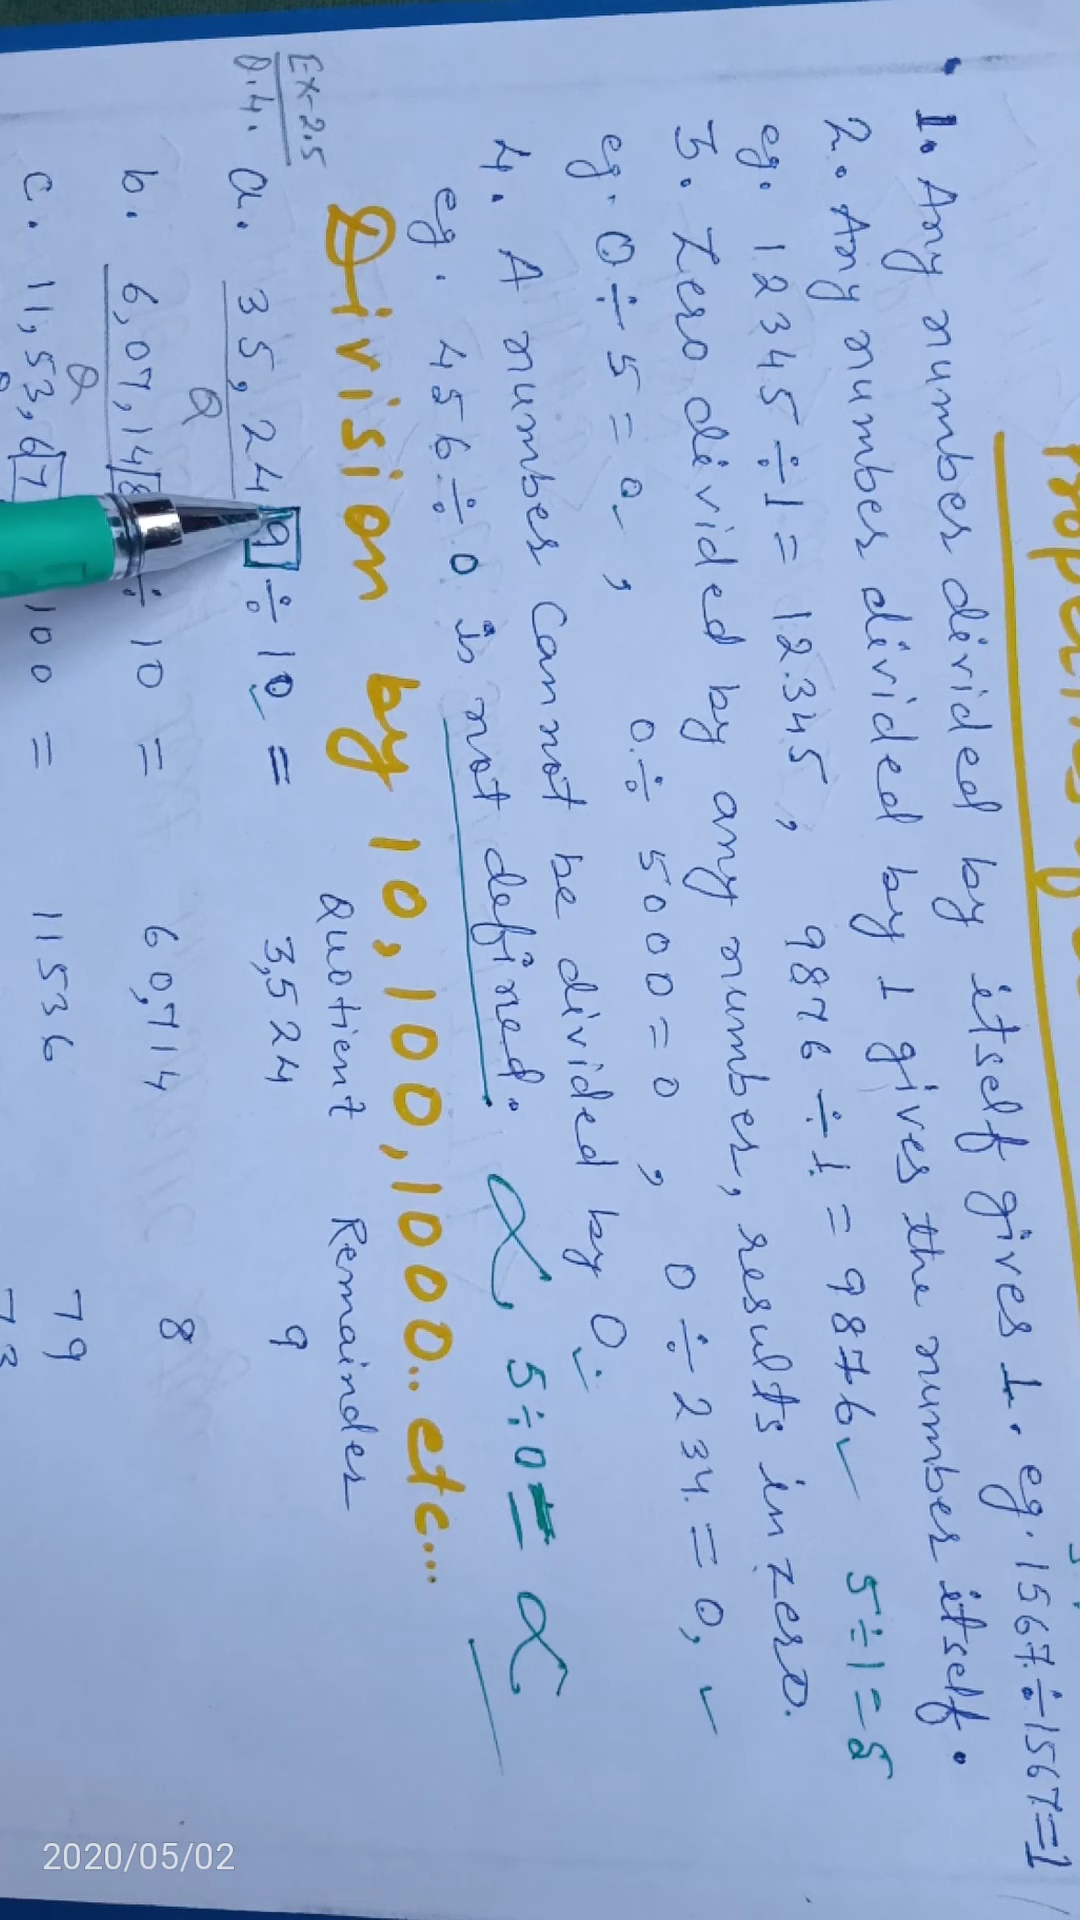 1. Any number divided by itself gives 1. eg. 1567÷1567=1
2. Any number divided by 1 gives the number itself.
eg. 12345÷1=12345, 9876÷1=9876✓ 5÷1=5
3. Zero divided by any number, results in zero.
eg. 0÷5=0✓, 0÷5000=0, 0÷234=0,✓
4. A number cannot be divided by 0.
eg. 456÷0 is not defined. α, 5÷0= α
Division by 10,100,1000..etc...
Ex-2.5 Quotient Remainder
Q.4. a. 35,249÷10= 3,524 9
Q
b. 6,07,148÷10= 60,714 8
Q
c. 11,53,67 100= 11536 79
2020/05/02